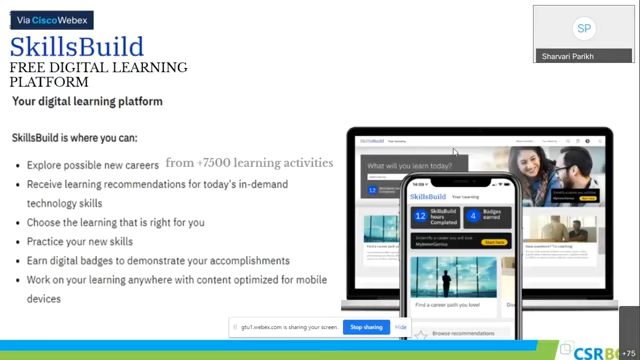 Via Cisco Webex
SkillsBuild
FREE DIGITAL LEARNING
PLATFORM
Your digital learning platform
SkillsBuild is where you can:
• Explore possible new careers from +7500 learning activities
• Receive learning recommendations for today's in-demand
technology skills
• Choose the learning that is right for you
• Practice your new skills
• Earn digital badges to demonstrate your accomplishments
• Work on your learning anywhere with content optimized for mobile
devices
SP
Sharvari Parikh
SkillsBuild
What will you learn today?
12
SkillsBuild Your Learning
12 SkillsBuild
hours
Completed
4 Badges
earned
Start here
Find a career path you love!
Browse recommendations
gtu1.webex.com is sharing your screen.
Stop sharing
Hide
+75